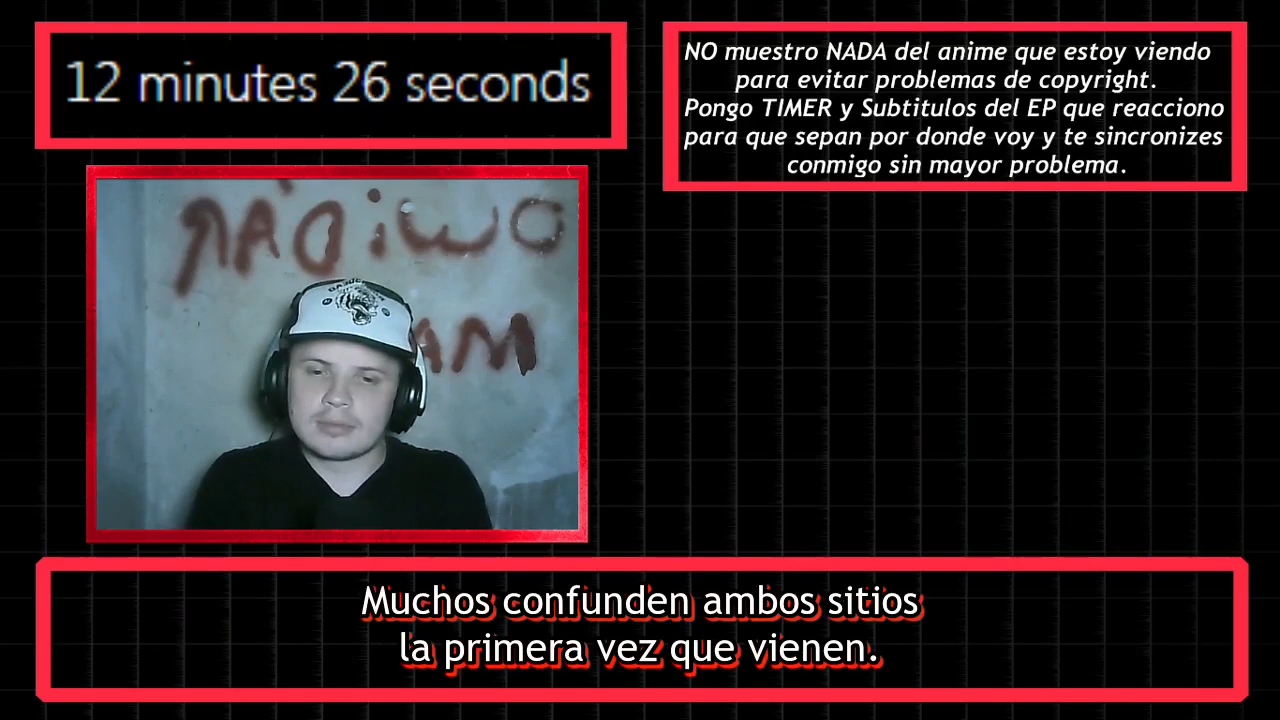 12 minutes 26 seconds
NO muestro NADA del anime que estoy viendo
para evitar problemas de copyright.
Pongo TIMER y Subtitulos del EP que reacciono
para que sepan por donde voy y te sincronizes
conmigo sin mayor problema.
Muchos confunden ambos sitios
la primera vez que vienen.